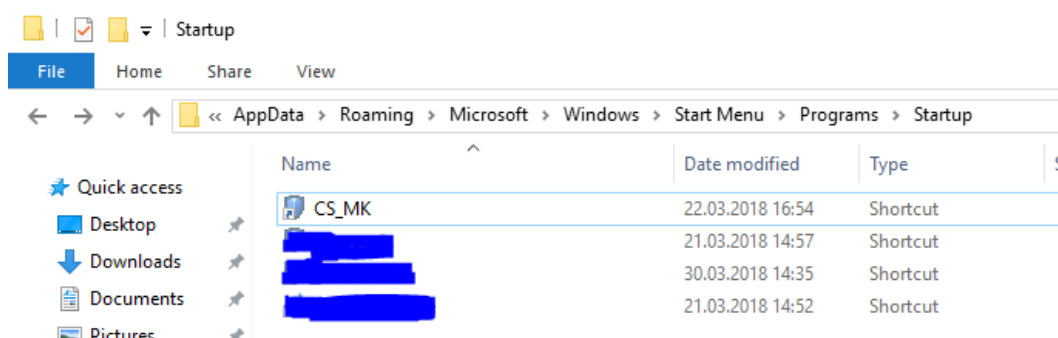 Startup
File Home Share View
« AppData > Roaming > Microsoft > Windows > Start Menu > Programs > Startup
Name Date modified Type
Quick access
CS_MK 22.03.2018 16:54 Shortcut
Desktop
21.03.2018 14:57 Shortcut
Downloads
30.03.2018 14:35 Shortcut
Documents
21.03.2018 14:52 Shortcut
Pictures